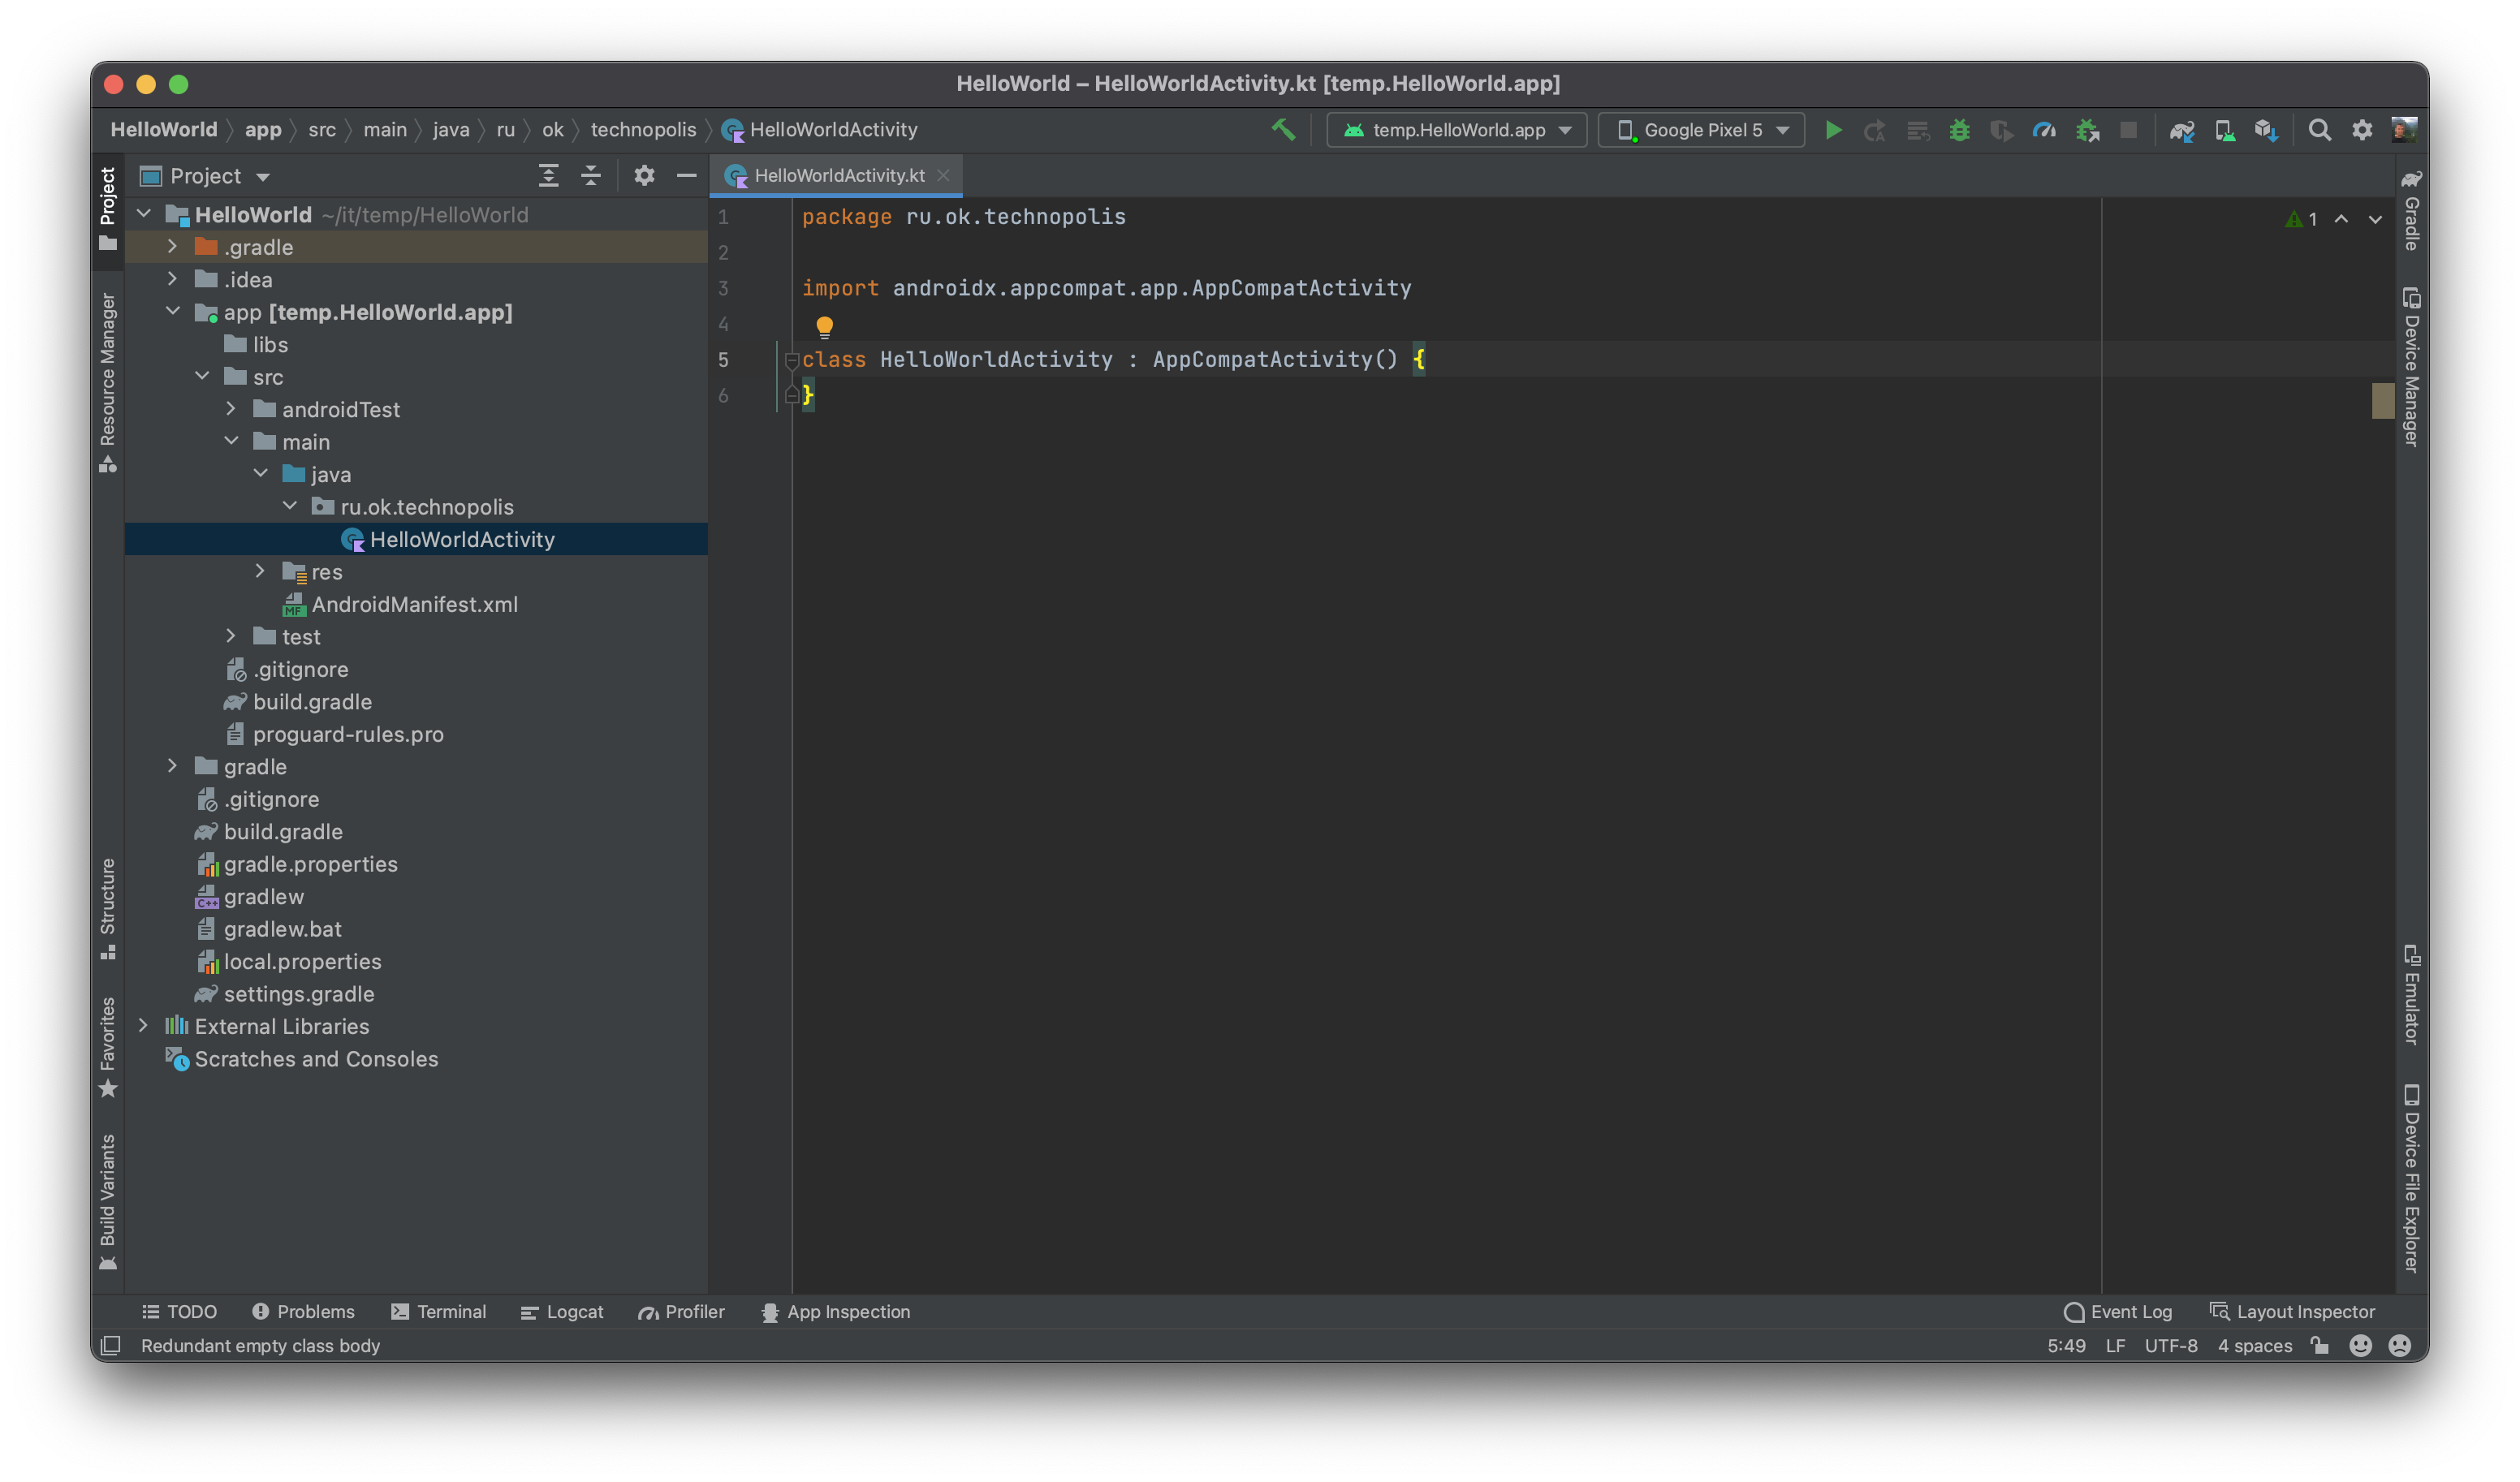 HelloWorld – HelloWorldActivity.kt [temp.HelloWorld.app]
HelloWorld app src main java ru ok technopolis HelloWorldActivity
temp.HelloWorld.app
Google Pixel 5
Project
Resource Manager
Structure
Favorites
Build Variants
Project
HelloWorld ~/it/temp/HelloWorld
.gradle
.idea
app [temp.HelloWorld.app]
libs
src
androidTest
main
java
ru.ok.technopolis
HelloWorldActivity
res
MF AndroidManifest.xml
test
.gitignore
build.gradle
proguard-rules.pro
gradle
.gitignore
build.gradle
gradle.properties
C++ gradlew
gradlew.bat
local.properties
settings.gradle
External Libraries
Scratches and Consoles
HelloWorldActivity.kt
1 package ru.ok.technopolis
2
3 import androidx.appcompat.app.AppCompatActivity
4
5 class HelloWorldActivity : AppCompatActivity() {
6 }
1
Gradle
Device Manager
Emulator
Device File Explorer
TODO Problems Terminal Logcat Profiler App Inspection
Event Log Layout Inspector
Redundant empty class body
5:49 LF UTF-8 4 spaces